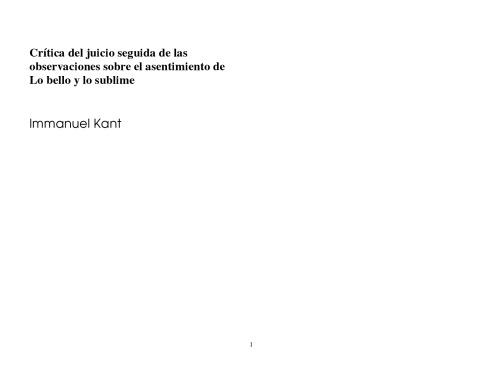 Crítica del juicio seguida de las
observaciones sobre el asentimiento de
Lo bello y lo sublime
Immanuel Kant
1